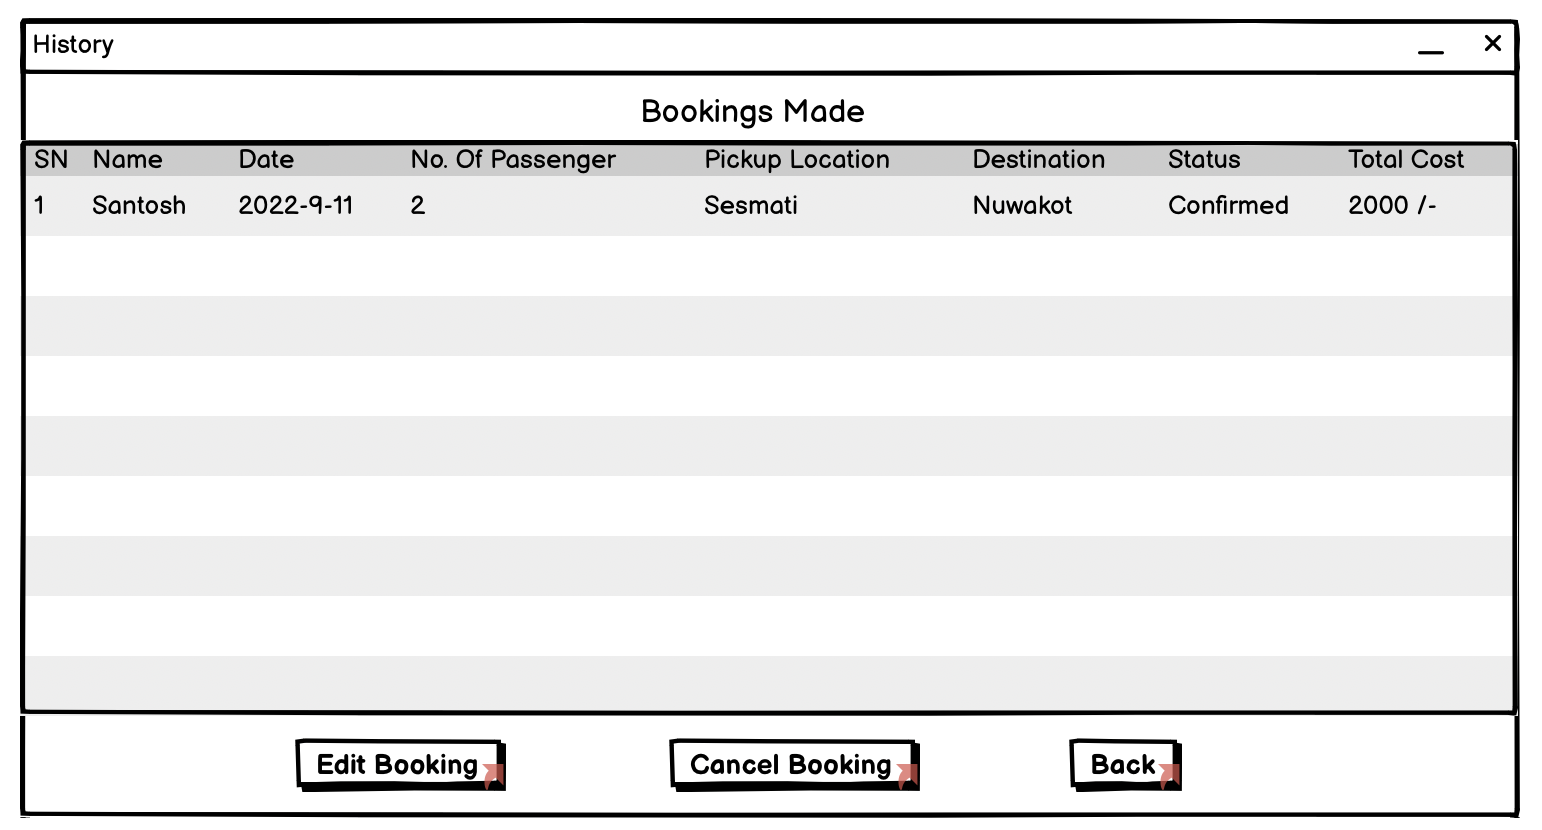 History
Bookings Made
SN Name Date No. Of Passenger Pickup Location Destination Status Total Cost
1 Santosh 2022-9-11 2 Sesmati Nuwakot Confirmed 2000 /-
Edit Booking Cancel Booking Back